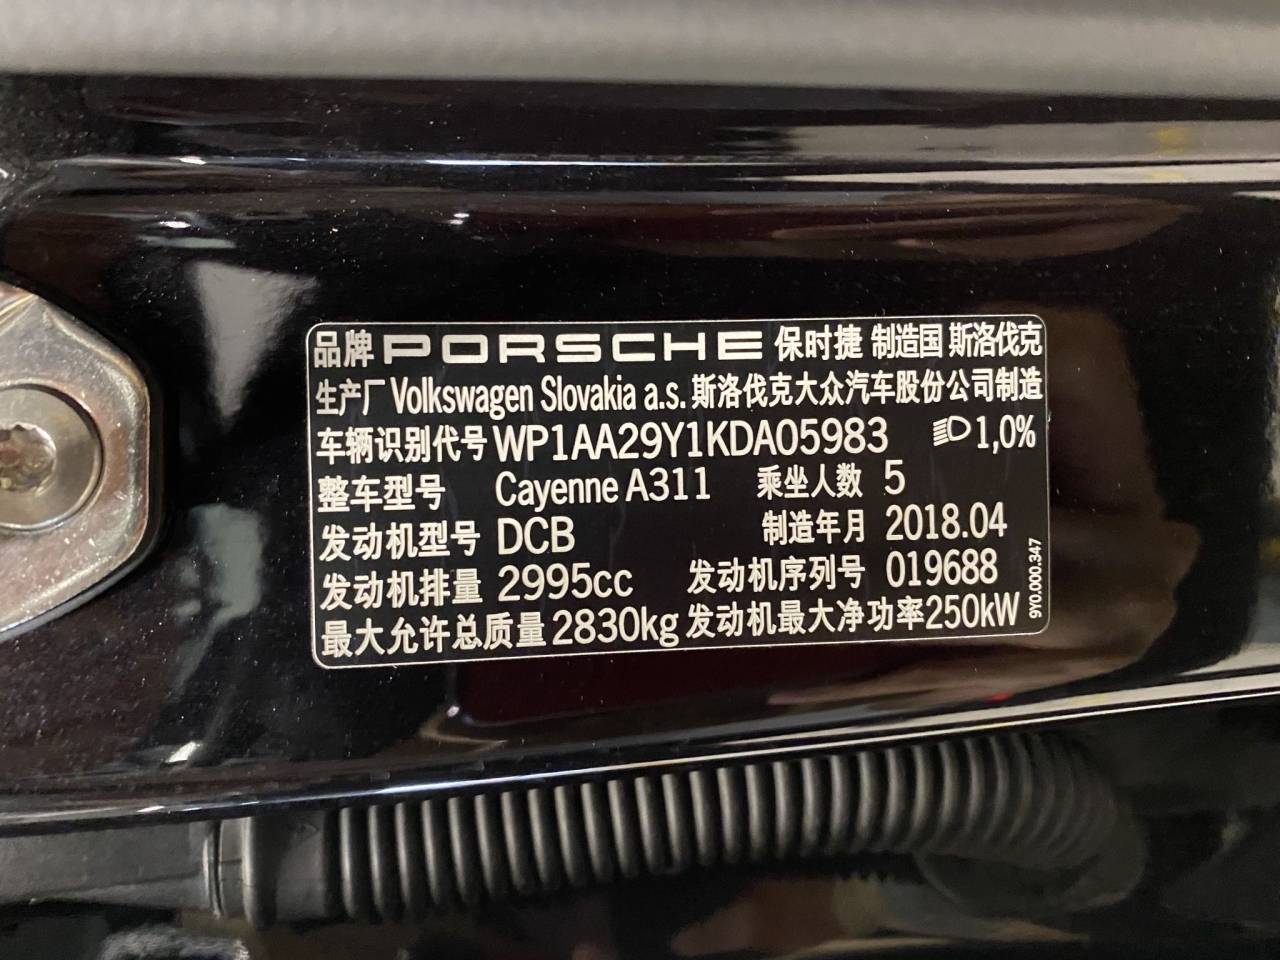 品牌 PORSCHE 保时捷 制造国 斯洛伐克
生产厂 Volkswagen Slovakia a.s. 斯洛伐克大众汽车股份公司制造
车辆识别代号 WP1AA29Y1KDA05983 1,0%
整车型号 Cayenne A311 乘坐人数 5
发动机型号 DCB 制造年月 2018.04
发动机排量 2995cc 发动机序列号 019688
最大允许总质量 2830kg 发动机最大净功率 250kW
9Y0.000.347